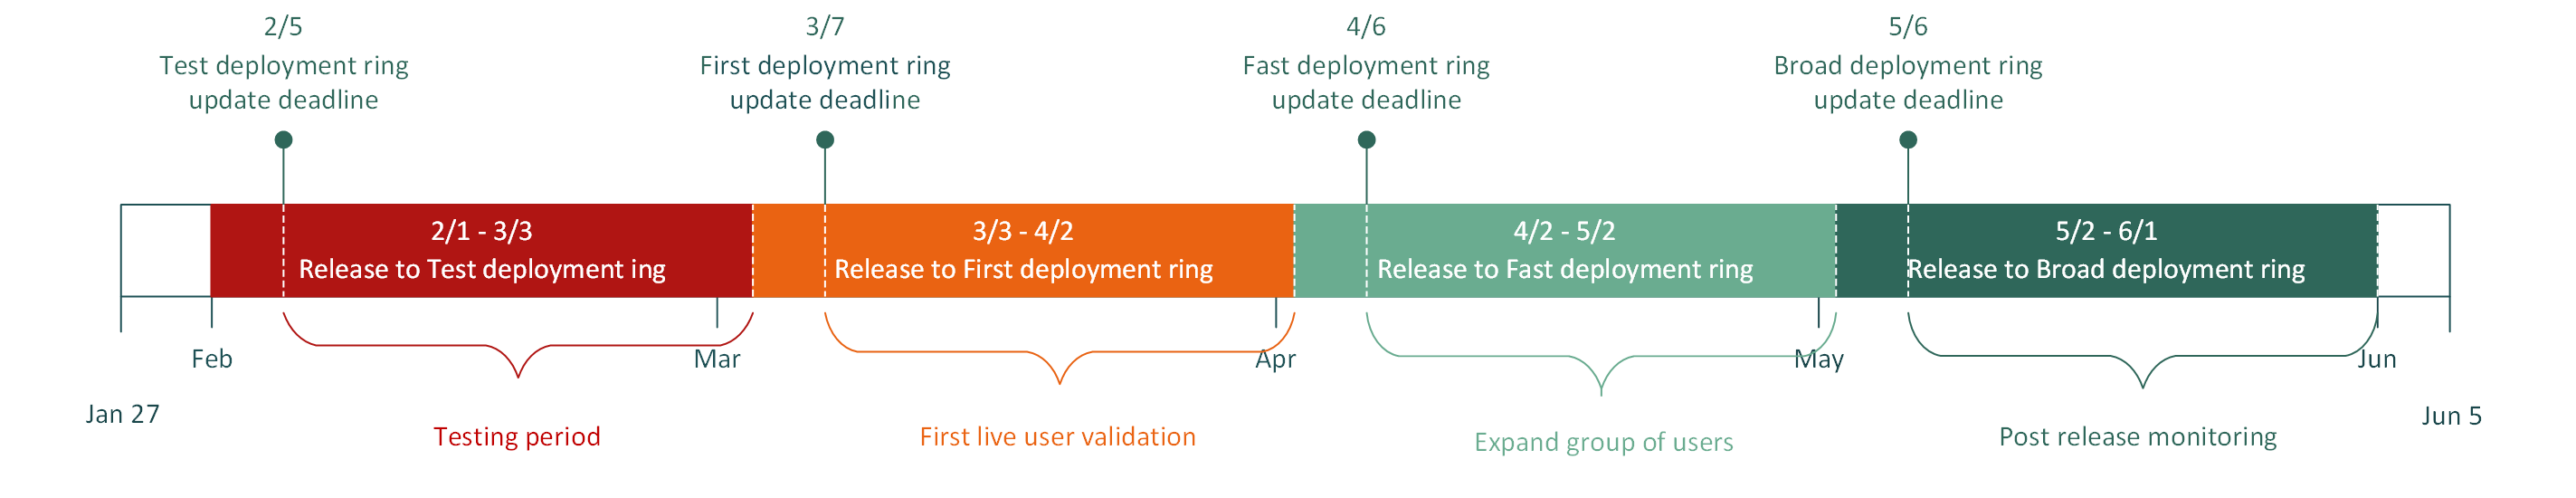 2/5
Test deployment ring
update deadline
3/7
First deployment ring
update deadline
4/6
Fast deployment ring
update deadline
5/6
Broad deployment ring
update deadline
2/1 - 3/3
Release to Test deployment ing
3/3 - 4/2
Release to First deployment ring
4/2 - 5/2
Release to Fast deployment ring
5/2 - 6/1
Release to Broad deployment ring
Feb
Mar
Apr
May
Jun
Jan 27
Jun 5
Testing period
First live user validation
Expand group of users
Post release monitoring